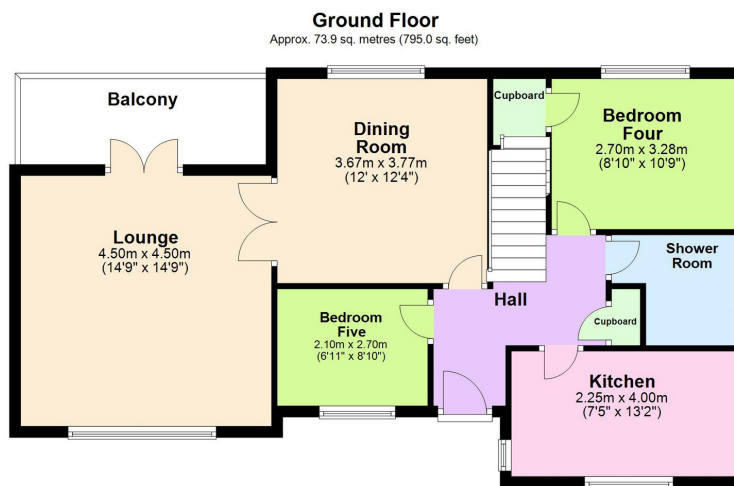 Ground Floor
Approx. 73.9 sq. metres (795.0 sq. feet)
Balcony
Dining
Room
3.67m x 3.77m
(12' x 12'4")
Cupboard
Bedroom
Four
2.70m x 3.28m
(8'10" x 10'9")
Lounge
4.50m x 4.50m
(14'9" x 14'9")
Shower
Room
Hall
Bedroom
Five
2.10m x 2.70m
(6'11" x 8'10")
Cupboard
Kitchen
2.25m x 4.00m
(7'5" x 13'2")